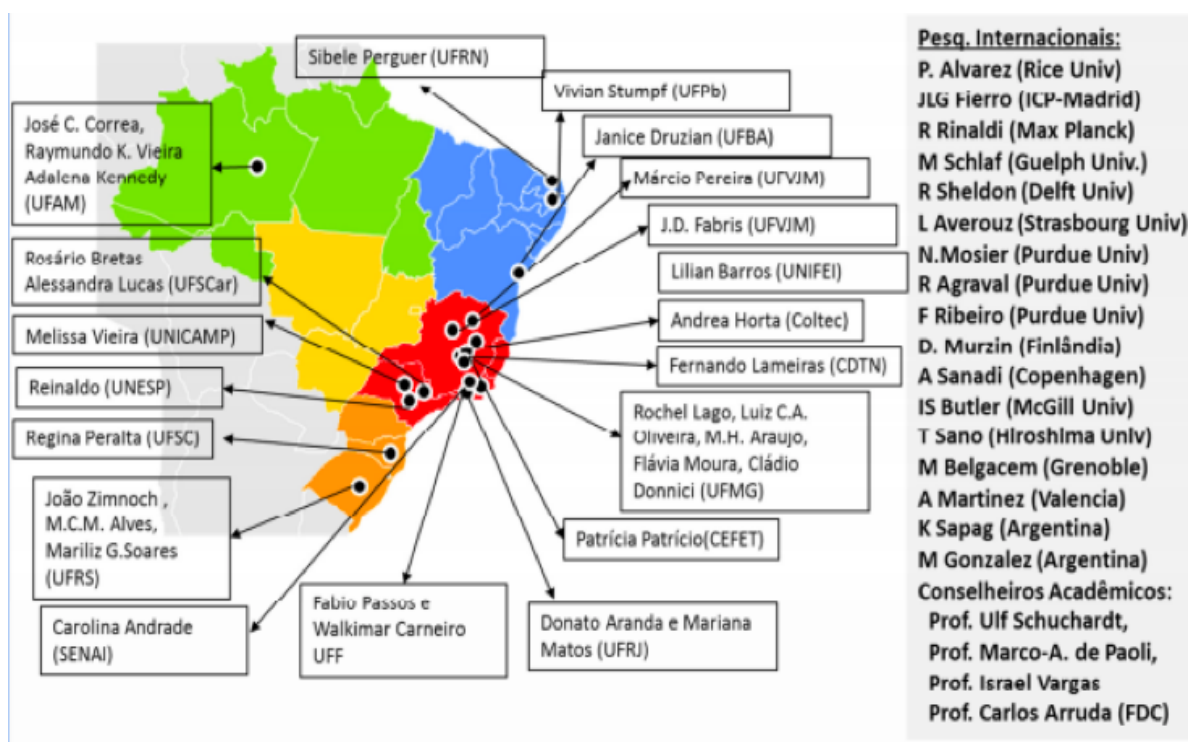 Sibele Perguer (UFRN)
Vivian Stumpf (UFPb)
José C. Correa,
Raymundo K. Vieira
Adalena Kennedy
(UFAM)
Janice Druzian (UFBA)
Márcio Pereira (UFVJM)
J.D. Fabris (UFVJM)
Rosário Bretas
Alessandra Lucas (UFSCar)
Lilian Barros (UNIFEI)
Melissa Vieira (UNICAMP)
Andrea Horta (Coltec)
Reinaldo (UNESP)
Fernando Lameiras (CDTN)
Regina Peralta (UFSC)
Rochel Lago, Luiz C.A.
Oliveira, M.H. Araujo,
Flávia Moura, Cládio
Donnici (UFMG)
João Zimnoch ,
M.C.M. Alves,
Mariliz G.Soares
(UFRS)
Patrícia Patrício(CEFET)
Carolina Andrade
(SENAI)
Fabio Passos e
Walkimar Carneiro
UFF
Donato Aranda e Mariana
Matos (UFRJ)
Pesq. Internacionais:
P. Alvarez (Rice Univ)
JLG Fierro (ICP-Madrid)
R Rinaldi (Max Planck)
M Schlaf (Guelph Univ.)
R Sheldon (Delft Univ)
L Averouz (Strasbourg Univ)
N.Mosier (Purdue Univ)
R Agraval (Purdue Univ)
F Ribeiro (Purdue Univ)
D. Murzin (Finlândia)
A Sanadi (Copenhagen)
IS Butler (McGill Univ)
T Sano (Hiroshima Univ)
M Belgacem (Grenoble)
A Martinez (Valencia)
K Sapag (Argentina)
M Gonzalez (Argentina)
Conselheiros Acadêmicos:
Prof. Ulf Schuchardt,
Prof. Marco-A. de Paoli,
Prof. Israel Vargas
Prof. Carlos Arruda (FDC)